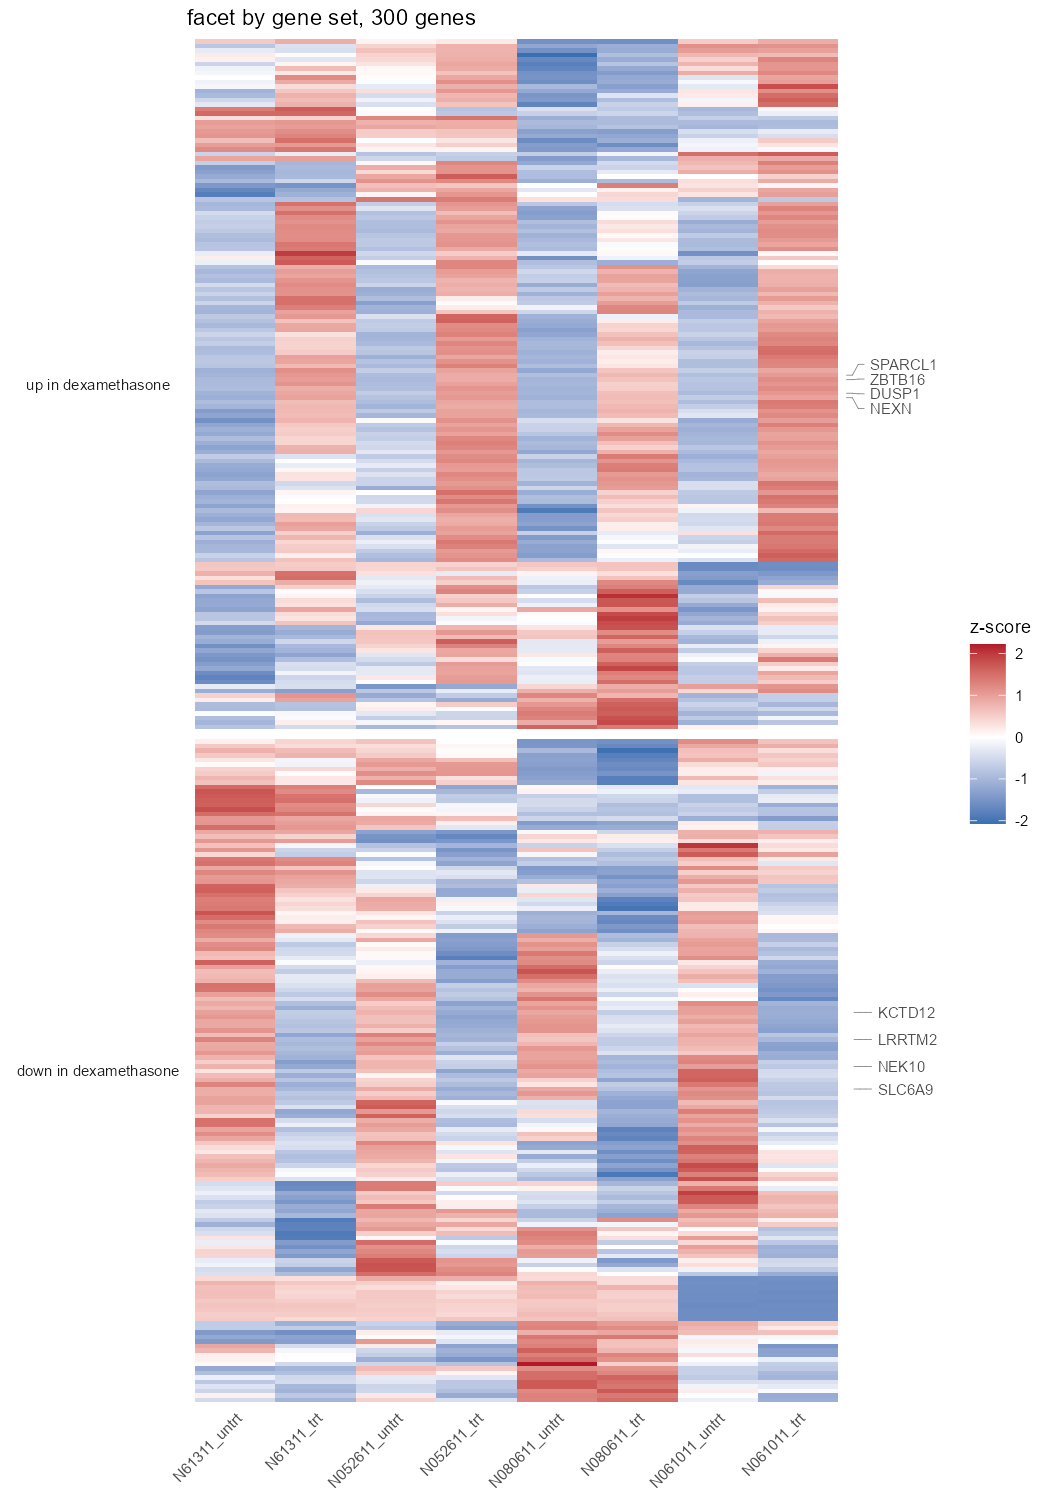 facet by gene set, 300 genes
up in dexamethasone
SPARCL1
ZBTB16
DUSP1
NEXN
z-score
2
1
0
-1
-2
down in dexamethasone
KCTD12
LRRTM2
NEK10
SLC6A9
N61311_untrt
N61311_trt
N052611_untrt
N052611_trt
N080611_untrt
N080611_trt
N061011_untrt
N061011_trt